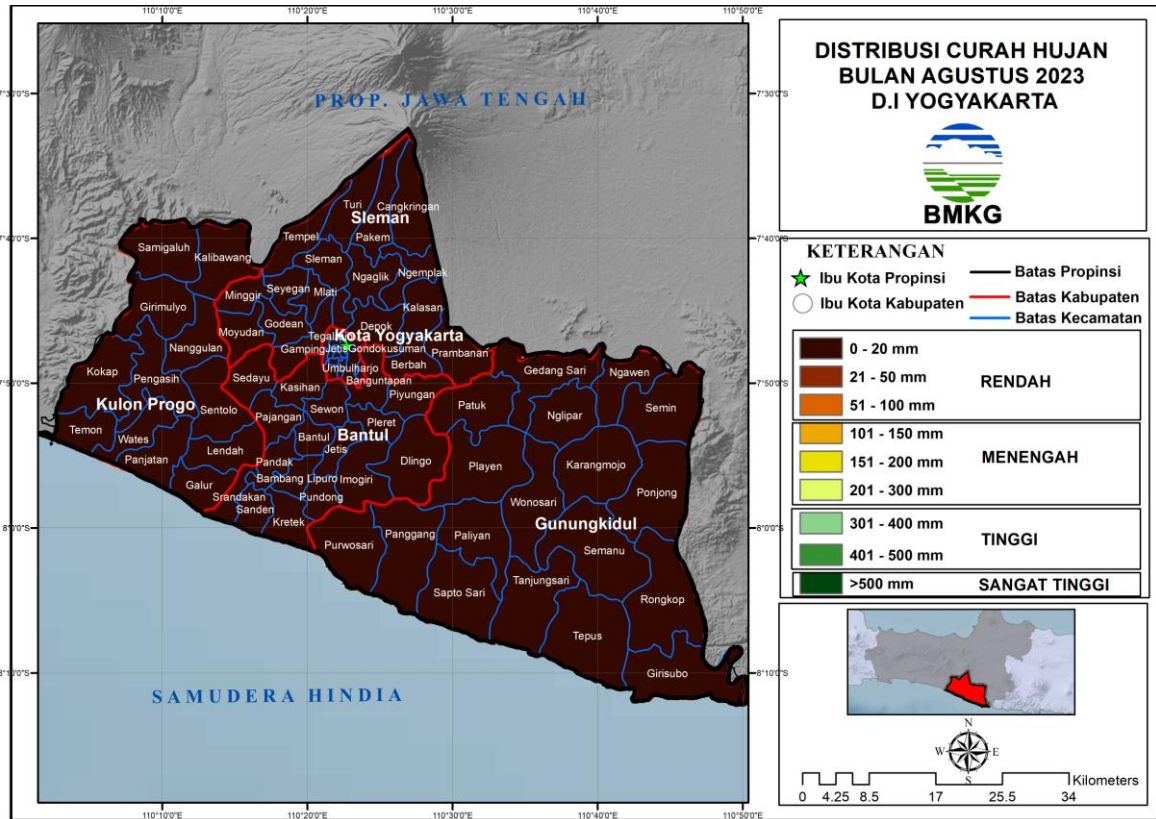 110°0'0"E 110°10'0"E 110°20'0"E 110°30'0"E 110°40'0"E 110°50'0"E
7°30'0"S
7°40'0"S
7°50'0"S
8°0'0"S
8°10'0"S
PROP. JAWA TENGAH
Turi
Cangkringan
Sleman
Tempel
Pakem
Samigaluh
Kalibawang
Sleman
Ngaglik
Ngemplak
Seyegan
Mlati
Minggir
Girimulyo
Kalasan
Godean
Depok
Moyudan
Kota Yogyakarta
Gamping
Jetis
Gondokusuman
Nanggulan
Prambanan
Umbulharjo
Berbah
Gedang Sari
Ngawen
Kokap
Pengasih
Sedayu
Kasihan
Banguntapan
Piyungan
Kulon Progo
Sentolo
Pajangan
Sewon
Patuk
Nglipar
Semin
Pleret
Temon
Wates
Bantul
Bantul
Jetis
Panjatan
Lendah
Pandak
Dlingo
Playen
Karangmojo
Galur
Bambang Lipuro
Imogiri
Srandakan
Pundong
Wonosari
Ponjong
Sanden
Kretek
Gunungkidul
Purwosari
Panggang
Paliyan
Semanu
Tanjungsari
Sapto Sari
Rongkop
Tepus
Girisubo
SAMUDERA HINDIA
7°30'0"S
7°40'0"S
7°50'0"S
8°0'0"S
8°10'0"S
110°0'0"E 110°10'0"E 110°20'0"E 110°30'0"E 110°40'0"E 110°50'0"E
DISTRIBUSI CURAH HUJAN
BULAN AGUSTUS 2023
D.I YOGYAKARTA
BMKG
KETERANGAN
Ibu Kota Propinsi
Ibu Kota Kabupaten
Batas Propinsi
Batas Kabupaten
Batas Kecamatan
0 - 20 mm
21 - 50 mm
51 - 100 mm
RENDAH
101 - 150 mm
151 - 200 mm
201 - 300 mm
MENENGAH
301 - 400 mm
401 - 500 mm
TINGGI
>500 mm
SANGAT TINGGI
N
W E
S
Kilometers
0 4.25 8.5 17 25.5 34